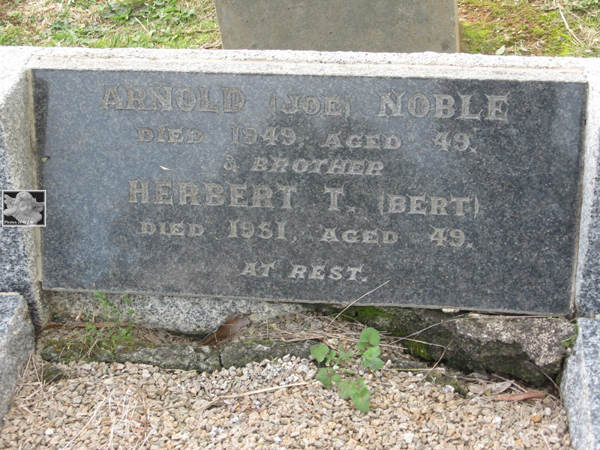 ARNOLD (JOE) NOBLE
DIED 1949, AGED 49.
& BROTHER
HERBERT T. (BERT)
DIED 1951, AGED 49.
AT REST.